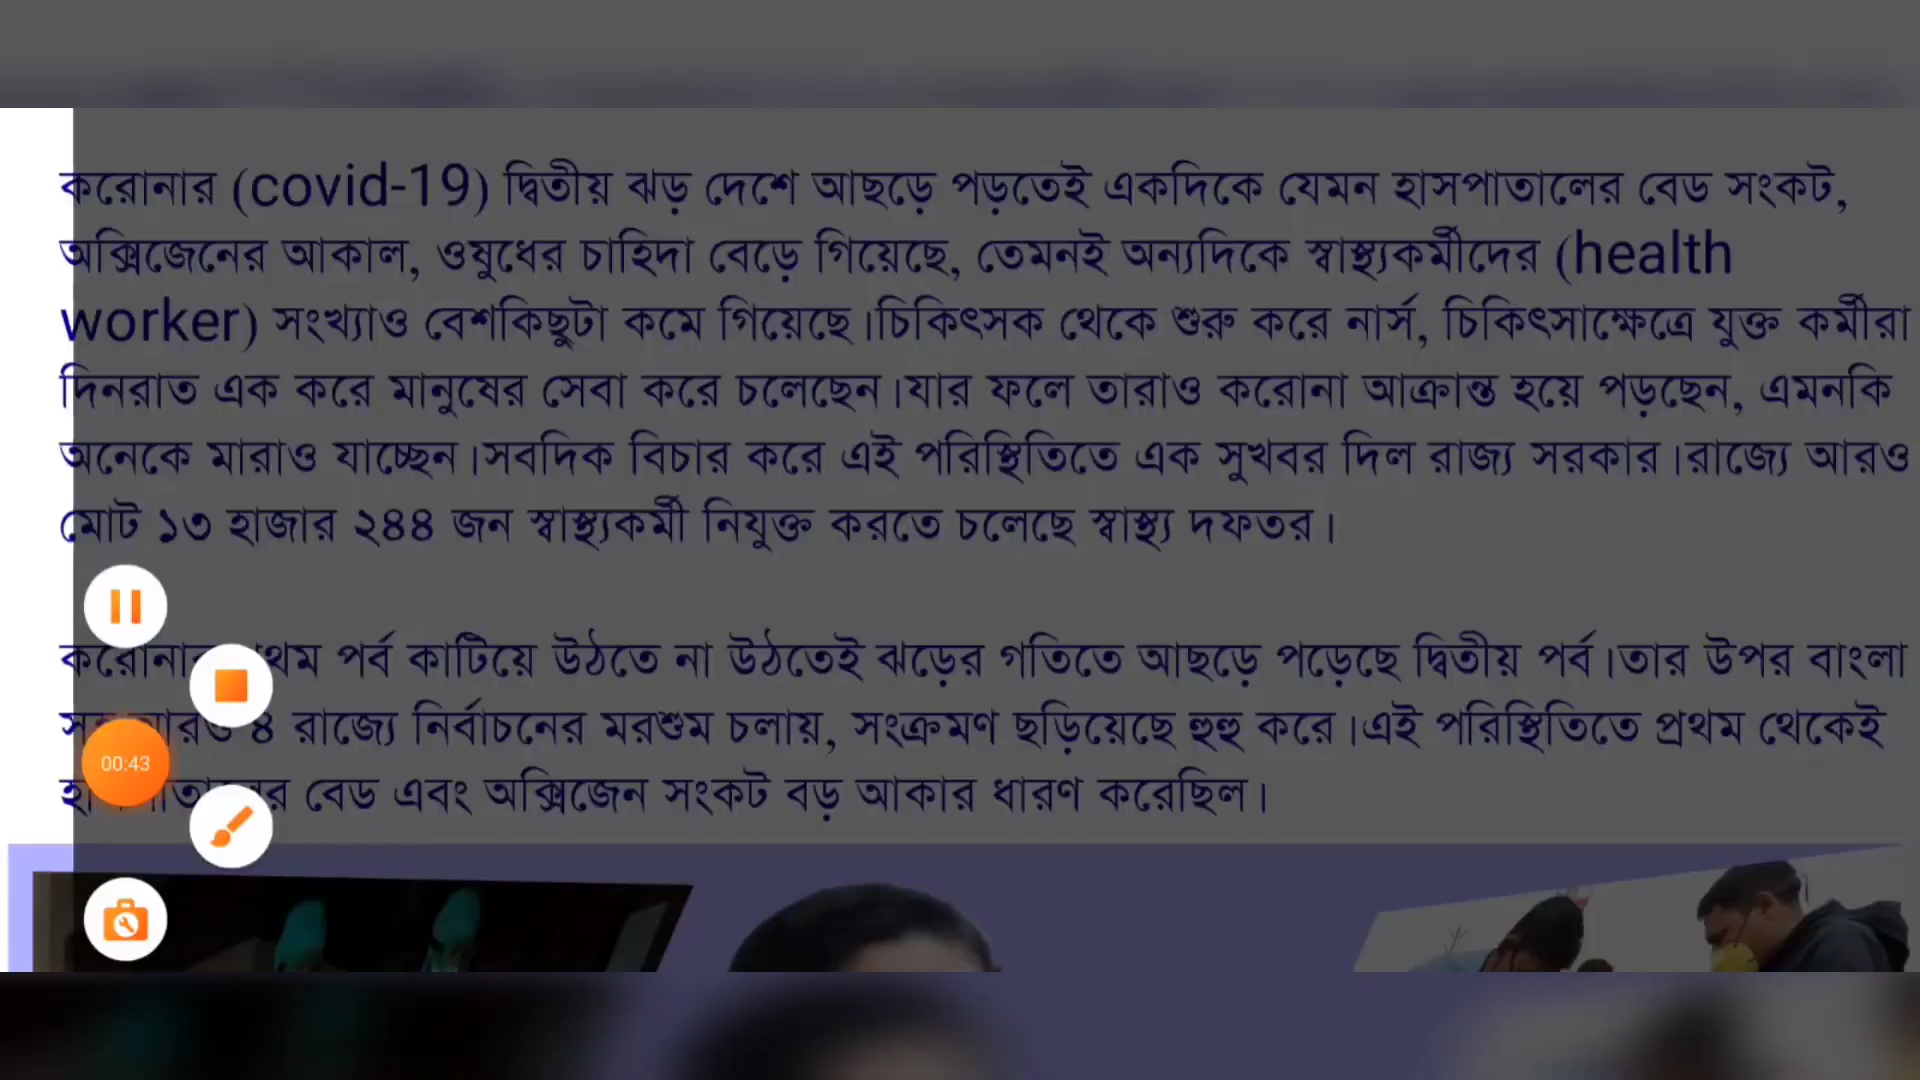 করোনার (covid-19) দ্বিতীয় ঝড় দেশে আছড়ে পড়তেই একদিকে যেমন হাসপাতালের বেড সংকট,
অক্সিজেনের আকাল, ওষুধের চাহিদা বেড়ে গিয়েছে, তেমনই অন্যদিকে স্বাস্থ্যকর্মীদের (health
worker) সংখ্যাও বেশকিছুটা কমে গিয়েছে।চিকিৎসক থেকে শুরু করে নার্স, চিকিৎসাক্ষেত্রে যুক্ত কর্মীরা
দিনরাত এক করে মানুষের সেবা করে চলেছেন।যার ফলে তারাও করোনা আক্রান্ত হয়ে পড়ছেন, এমনকি
অনেকে মারাও যাচ্ছেন।সবদিক বিচার করে এই পরিস্থিতিতে এক সুখবর দিল রাজ্য সরকার।রাজ্যে আরও
মোট ১৩ হাজার ২৪৪ জন স্বাস্থ্যকর্মী নিযুক্ত করতে চলেছে স্বাস্থ্য দফতর।
পর্ব কাটিয়ে উঠতে না উঠতেই ঝড়ের গতিতে আছড়ে পড়েছে দ্বিতীয় পর্ব।তার উপর বাংলা
৪ রাজ্যে নির্বাচনের মরশুম চলায়, সংক্রমণ ছড়িয়েছে হুহু করে।এই পরিস্থিতিতে প্রথম থেকেই
00:43
বেড এবং অক্সিজেন সংকট বড় আকার ধারণ করেছিল।